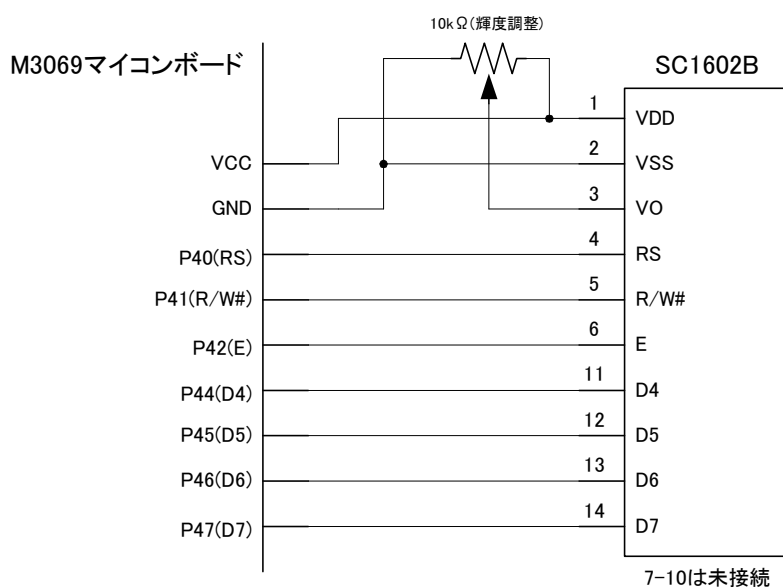 10kΩ(輝度調整)
M3069マイコンボード
SC1602B
1
VDD
VCC
2
VSS
GND
3
VO
P40(RS)
4
RS
P41(R/W#)
5
R/W#
P42(E)
6
E
P44(D4)
11
D4
P45(D5)
12
D5
P46(D6)
13
D6
P47(D7)
14
D7
7-10は未接続